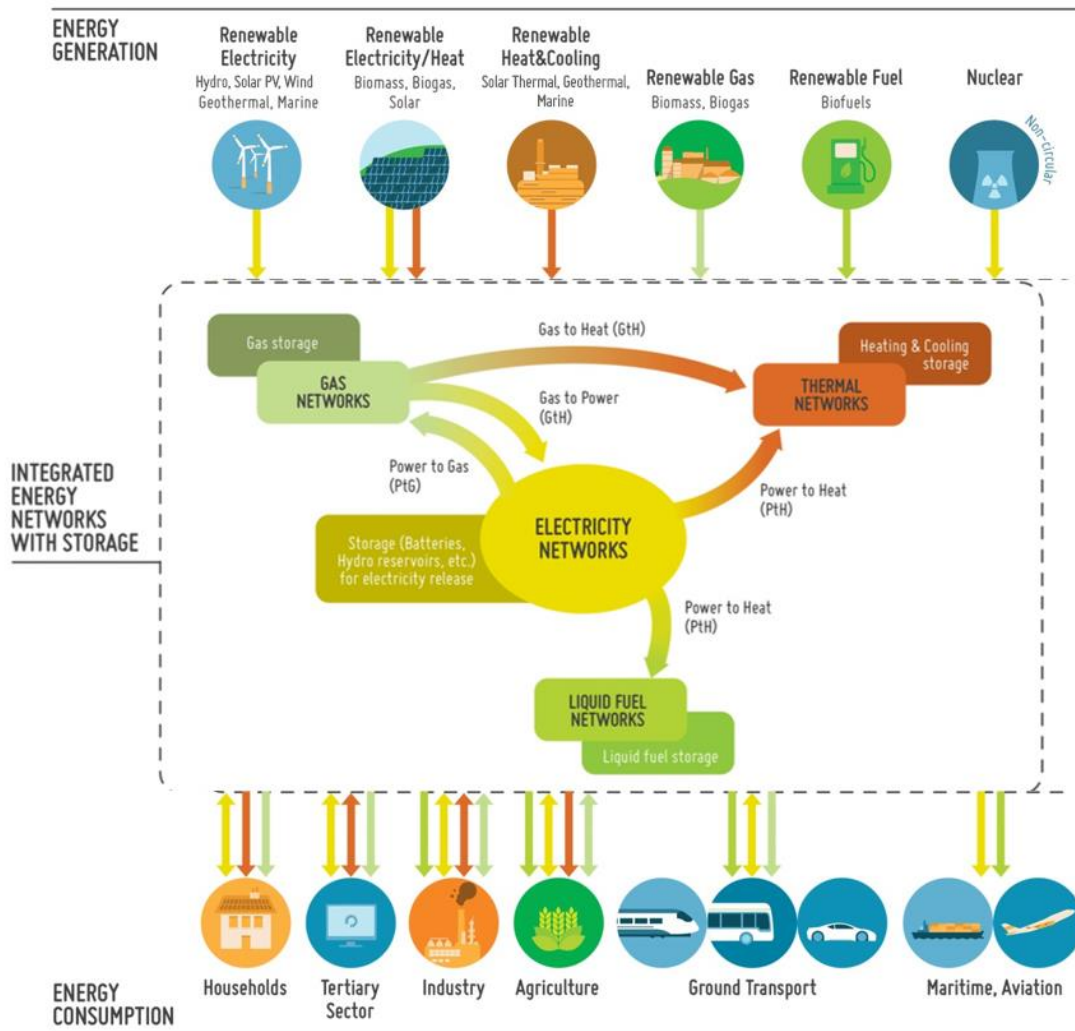 ENERGY
GENERATION
Renewable
Electricity
Hydro, Solar PV, Wind
Geothermal, Marine
Renewable
Electricity/Heat
Biomass, Biogas,
Solar
Renewable
Heat&Cooling
Solar Thermal, Geothermal,
Marine
Renewable Gas
Biomass, Biogas
Renewable Fuel
Biofuels
Nuclear
Non-circular
Gas storage
GAS
NETWORKS
Gas to Heat (GtH)
Heating & Cooling
storage
THERMAL
NETWORKS
Gas to Power
(GtH)
Power to Gas
(PtG)
INTEGRATED
ENERGY
NETWORKS
WITH STORAGE
Power to Heat
(PtH)
ELECTRICITY
NETWORKS
Storage (Batteries,
Hydro reservoirs, etc.)
for electricity release
Power to Heat
(PtH)
LIQUID FUEL
NETWORKS
Liquid fuel storage
ENERGY
CONSUMPTION
Households
Tertiary
Sector
Industry
Agriculture
Ground Transport
Maritime, Aviation